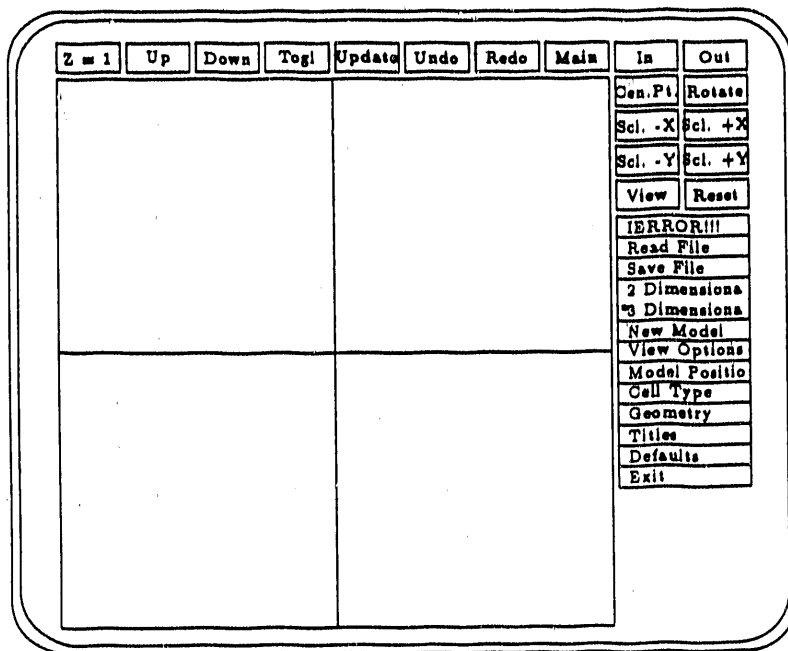 Z = 1 Up Down Togl Update Undo Redo Main In Out
Cen.Pt. Rotate
Scl. -X Scl. +X
Scl. -Y Scl. +Y
View Reset
IERROR!!!
Read File
Save File
2 Dimensiona
*3 Dimensiona
New Model
View Options
Model Positio
Cell Type
Geometry
Titles
Defaults
Exit